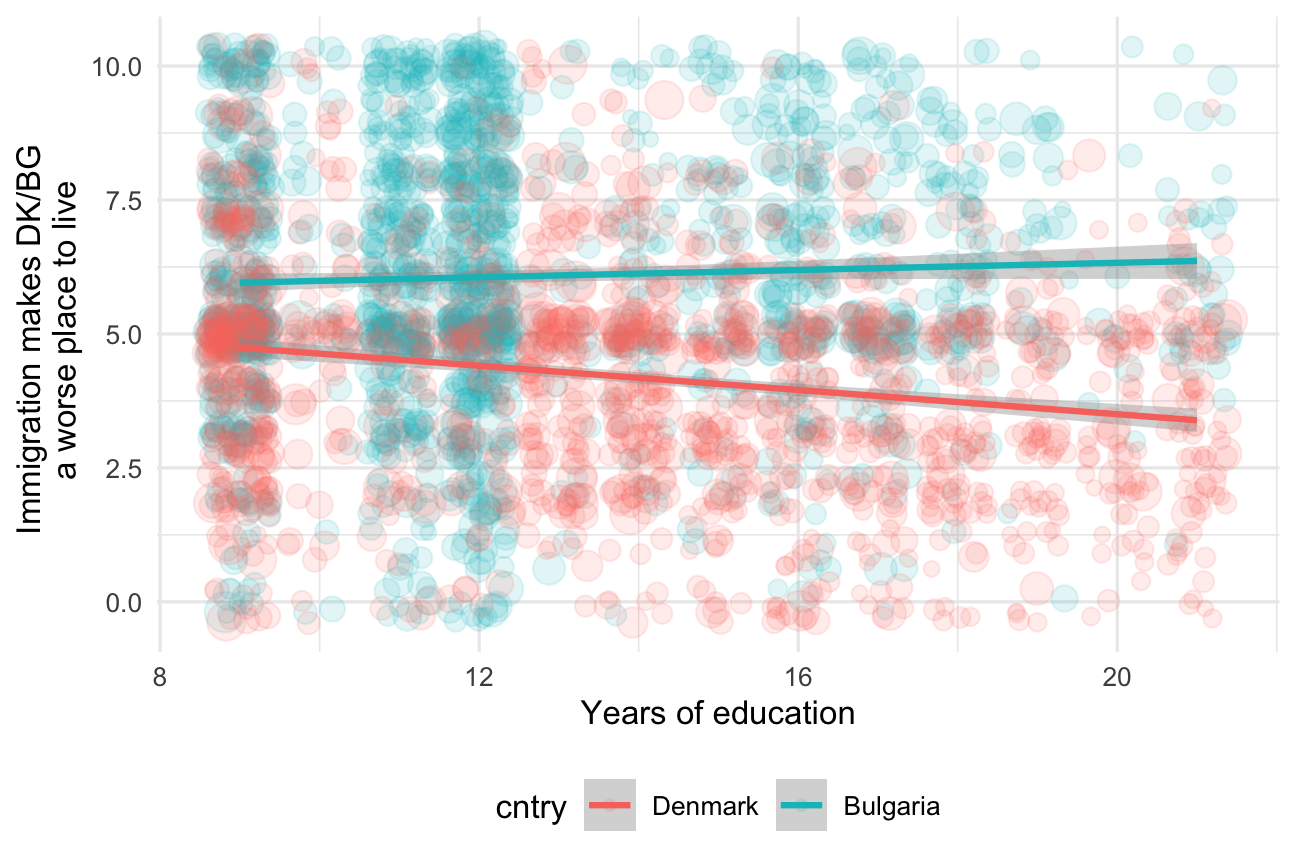 Immigration makes DK/BG
a worse place to live
10.0
7.5
5.0
2.5
0.0
8 12 16 20
Years of education
cntry Denmark Bulgaria